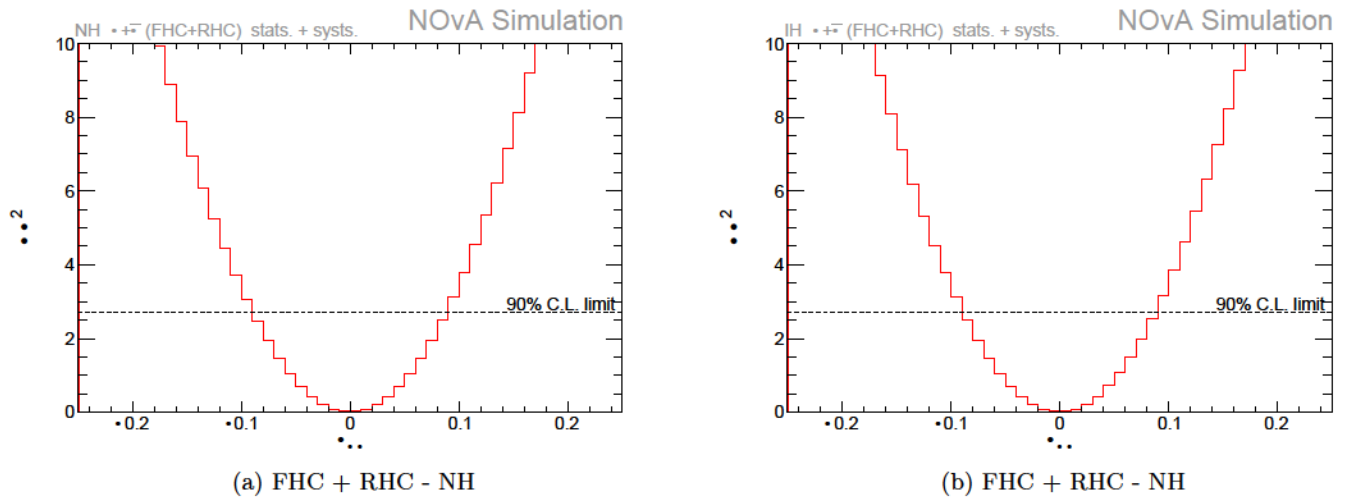 NOvA Simulation
NH •+•̅ (FHC+RHC) stats. + systs.
10
8
6
4
2
0
••²
90% C.L. limit
•0.2 •0.1 0 0.1 0.2
•••
(a) FHC + RHC - NH
NOvA Simulation
IH •+•̅ (FHC+RHC) stats. + systs.
10
8
6
4
2
0
••²
90% C.L. limit
•0.2 •0.1 0 0.1 0.2
•••
(b) FHC + RHC - NH